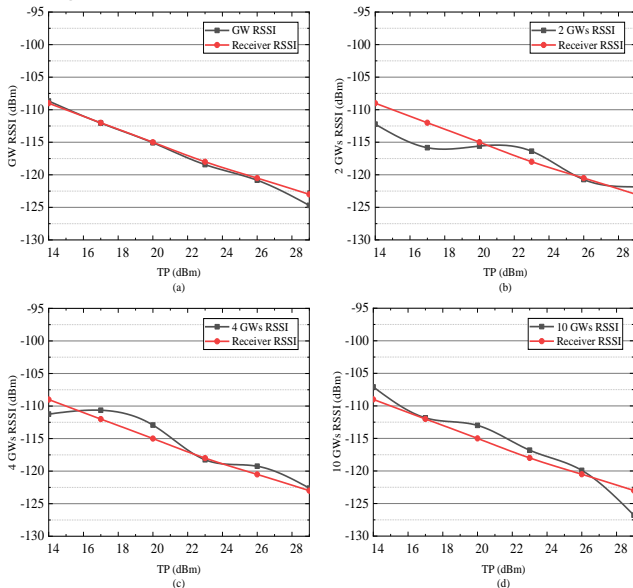 -95
-100
-105
-110
-115
-120
-125
-130
GW RSSI (dBm)
GW RSSI
Receiver RSSI
14 16 18 20 22 24 26 28
TP (dBm)
(a)
-95
-100
-105
-110
-115
-120
-125
-130
2 GWs RSSI (dBm)
2 GWs RSSI
Receiver RSSI
14 16 18 20 22 24 26 28
TP (dBm)
(b)
-95
-100
-105
-110
-115
-120
-125
-130
4 GWs RSSI (dBm)
4 GWs RSSI
Receiver RSSI
14 16 18 20 22 24 26 28
TP (dBm)
(c)
-95
-100
-105
-110
-115
-120
-125
-130
10 GWs RSSI (dBm)
10 GWs RSSI
Receiver RSSI
14 16 18 20 22 24 26 28
TP (dBm)
(d)